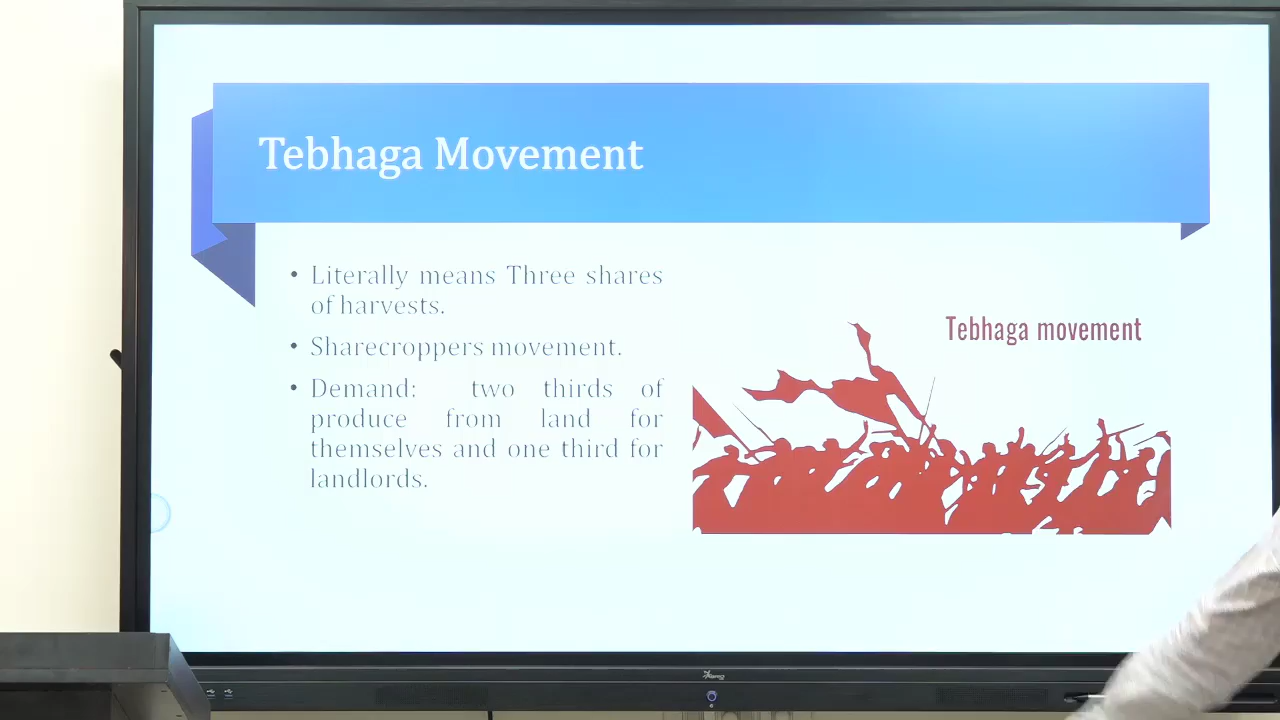 Tebhaga Movement
• Literally means Three shares
of harvests.
• Sharecroppers movement.
• Demand: two thirds of
produce from land for
themselves and one third for
landlords.
Tebhaga movement